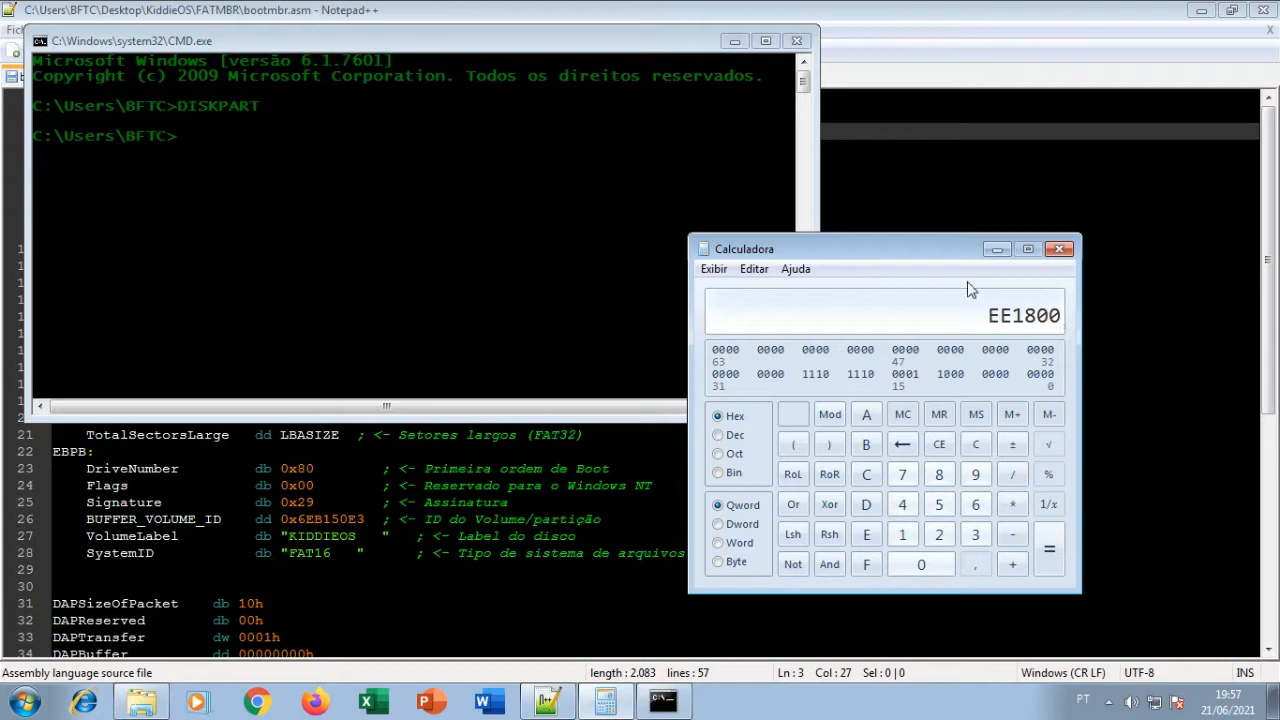 C:\Users\BFTC\Desktop\KiddieOS\FATMBR\bootmbr.asm - Notepad++
C:\Windows\system32\CMD.exe
Microsoft Windows [versão 6.1.7601]
Copyright (c) 2009 Microsoft Corporation. Todos os direitos reservados.
C:\Users\BFTC>DISKPART
C:\Users\BFTC>
Calculadora
Exibir Editar Ajuda
EE1800
0000 0000 0000 0000 0000 0000 0000 0000
63 47 32
0000 0000 1110 1110 0001 1000 0000 0000
31 15 0
Hex Mod A MC MR MS M+ M-
Dec ( ) B ← CE C ± √
Oct
Bin RoL RoR C 7 8 9 / %
Qword Or Xor D 4 5 6 * 1/x
Dword
Word Lsh Rsh E 1 2 3 - =
Byte Not And F 0 , +
21 TotalSectorsLarge dd LBASIZE ; <- Setores largos (FAT32)
22 EBPB:
23 DriveNumber db 0x80 ; <- Primeira ordem de Boot
24 Flags db 0x00 ; <- Reservado para o Windows NT
25 Signature db 0x29 ; <- Assinatura
26 BUFFER_VOLUME_ID dd 0x6EB150E3 ; <- ID do Volume/partição
27 VolumeLabel db "KIDDIEOS   " ; <- Label do disco
28 SystemID db "FAT16   " ; <- Tipo de sistema de arquivos
29
30
31 DAPSizeOfPacket db 10h
32 DAPReserved db 00h
33 DAPTransfer dw 0001h
34 DAPBuffer dd 00000000h
Assembly language source file length : 2.083 lines : 57 Ln : 3 Col : 27 Sel : 0 | 0 Windows (CR LF) UTF-8 INS
PT 19:57
21/06/2021